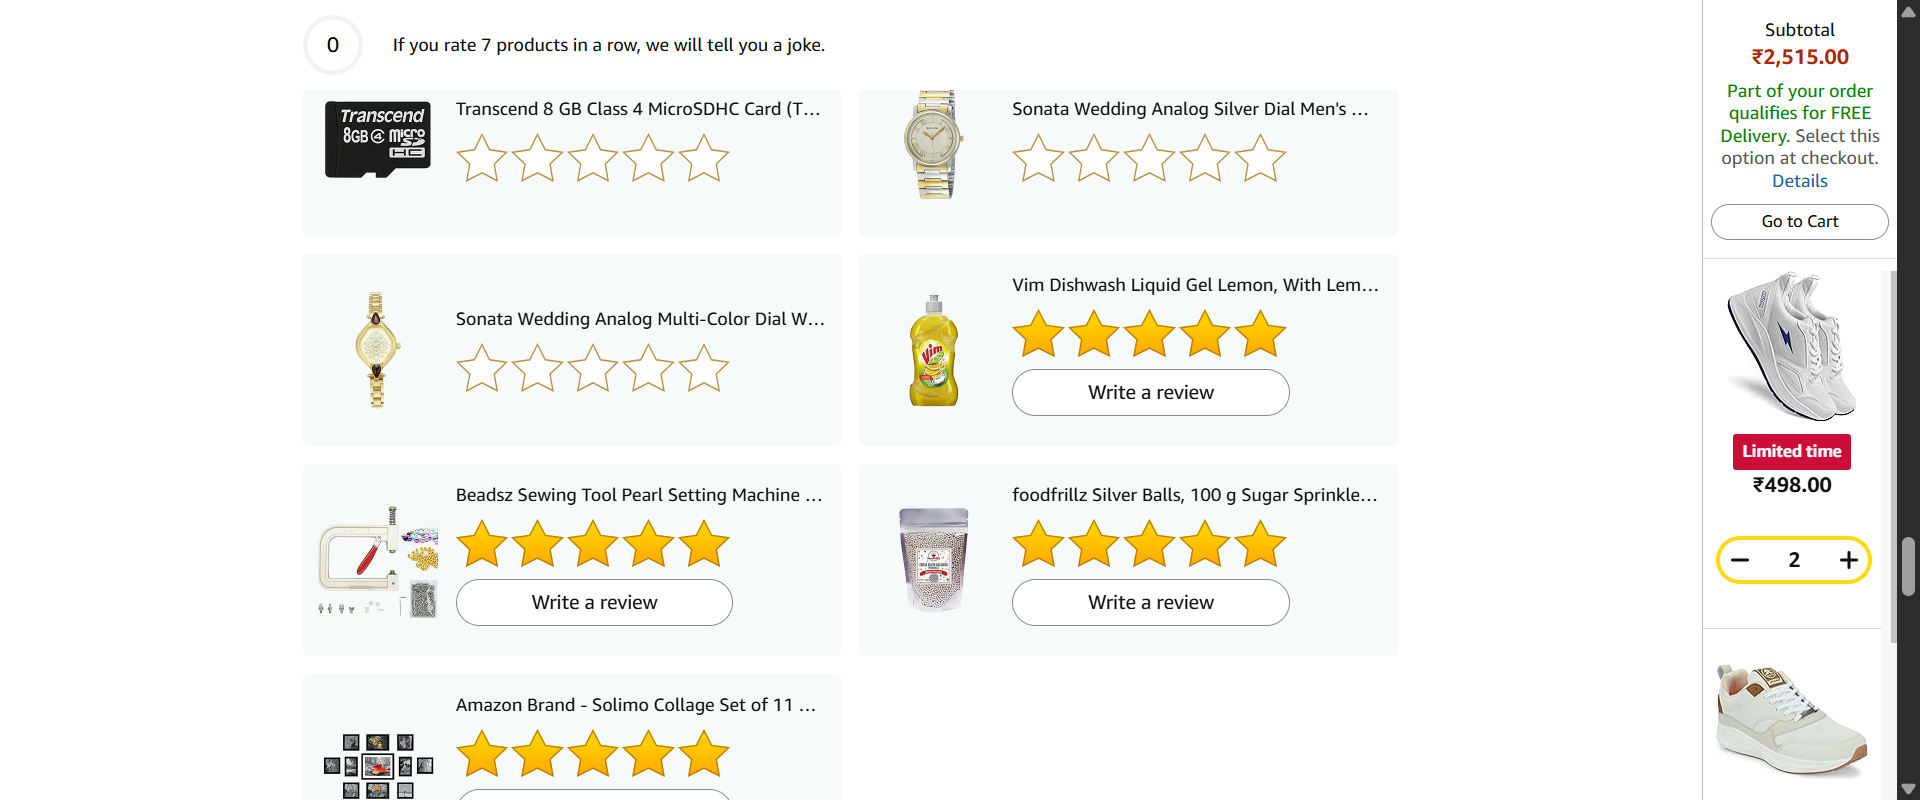 0
If you rate 7 products in a row, we will tell you a joke.
Transcend
8GB 4 Micro
SD
HC
Transcend 8 GB Class 4 MicroSDHC Card (T...
Sonata Wedding Analog Silver Dial Men's ...
Sonata Wedding Analog Multi-Color Dial W...
Vim
Vim Dishwash Liquid Gel Lemon, With Lem...
Write a review
Beadsz Sewing Tool Pearl Setting Machine ...
Write a review
foodfrillz Silver Balls, 100 g Sugar Sprinkle...
Write a review
Amazon Brand - Solimo Collage Set of 11 ...
Subtotal
₹2,515.00
Part of your order
qualifies for FREE
Delivery. Select this
option at checkout.
Details
Go to Cart
Limited time
₹498.00
2